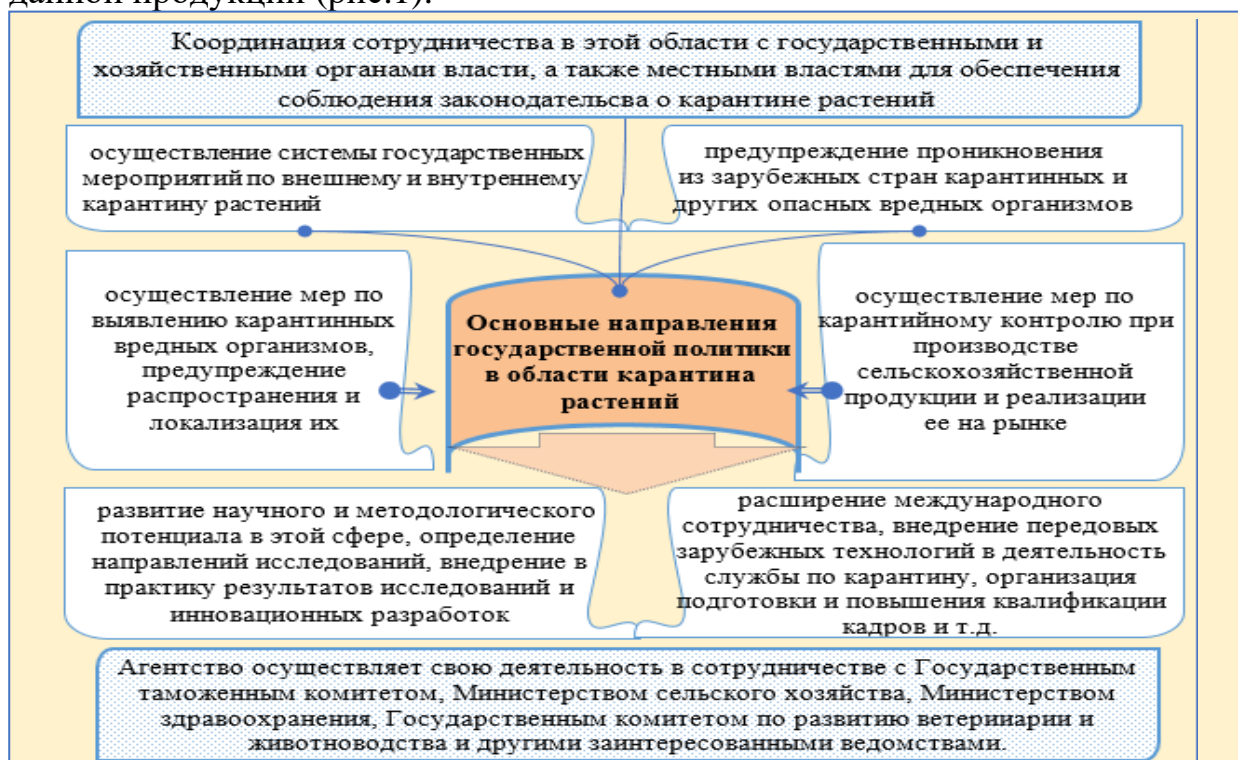 данной продукции (рис.1).
Координация сотрудничества в этой области с государственными и
хозяйственными органами власти, а также местными властями для обеспечения
соблюдения законодательсва о карантине растений
осуществление системы государственных
мероприятий по внешнему и внутреннему
карантину растений
предупреждение проникновения
из зарубежных стран карантинных и
других опасных вредных организмов
осуществление мер по
выявлению карантинных
вредных организмов,
предупреждение
распространения и
локализация их
Основные направления
государственной политики
в области карантина
растений
осуществление мер по
карантийному контролю при
производстве
сельскохозяйственной
продукции и реализации
ее на рынке
развитие научного и методологического
потенциала в этой сфере, определение
направлений исследований, внедрение в
практику результатов исследований и
инновационных разработок
расширение международного
сотрудничества, внедрение передовых
зарубежных технологий в деятельность
службы по карантину, организация
подготовки и повышения квалификации
кадров и т.д.
Агентство осуществляет свою деятельность в сотрудничестве с Государственным
таможенным комитетом, Министерством сельского хозяйства, Министерством
здравоохранения, Государственным комитетом по развитию ветеринарии и
животноводства и другими заинтересованными ведомствами.